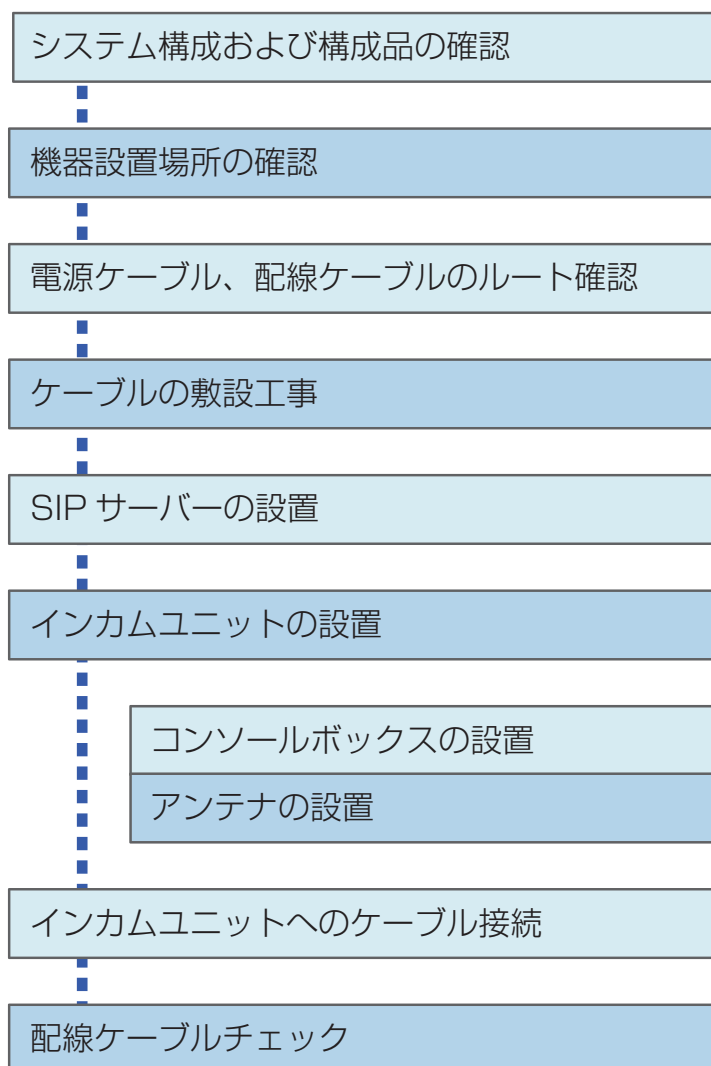 システム構成および構成品の確認
機器設置場所の確認
電源ケーブル、配線ケーブルのルート確認
ケーブルの敷設工事
SIP サーバーの設置
インカムユニットの設置
コンソールボックスの設置
アンテナの設置
インカムユニットへのケーブル接続
配線ケーブルチェック